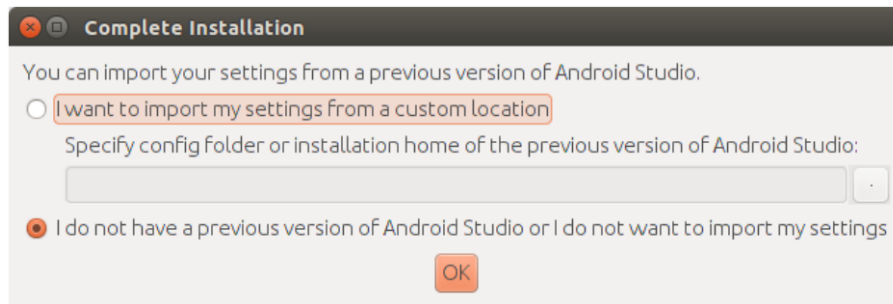 Complete Installation
You can import your settings from a previous version of Android Studio.
I want to import my settings from a custom location
Specify config folder or installation home of the previous version of Android Studio:
.
I do not have a previous version of Android Studio or I do not want to import my settings
OK